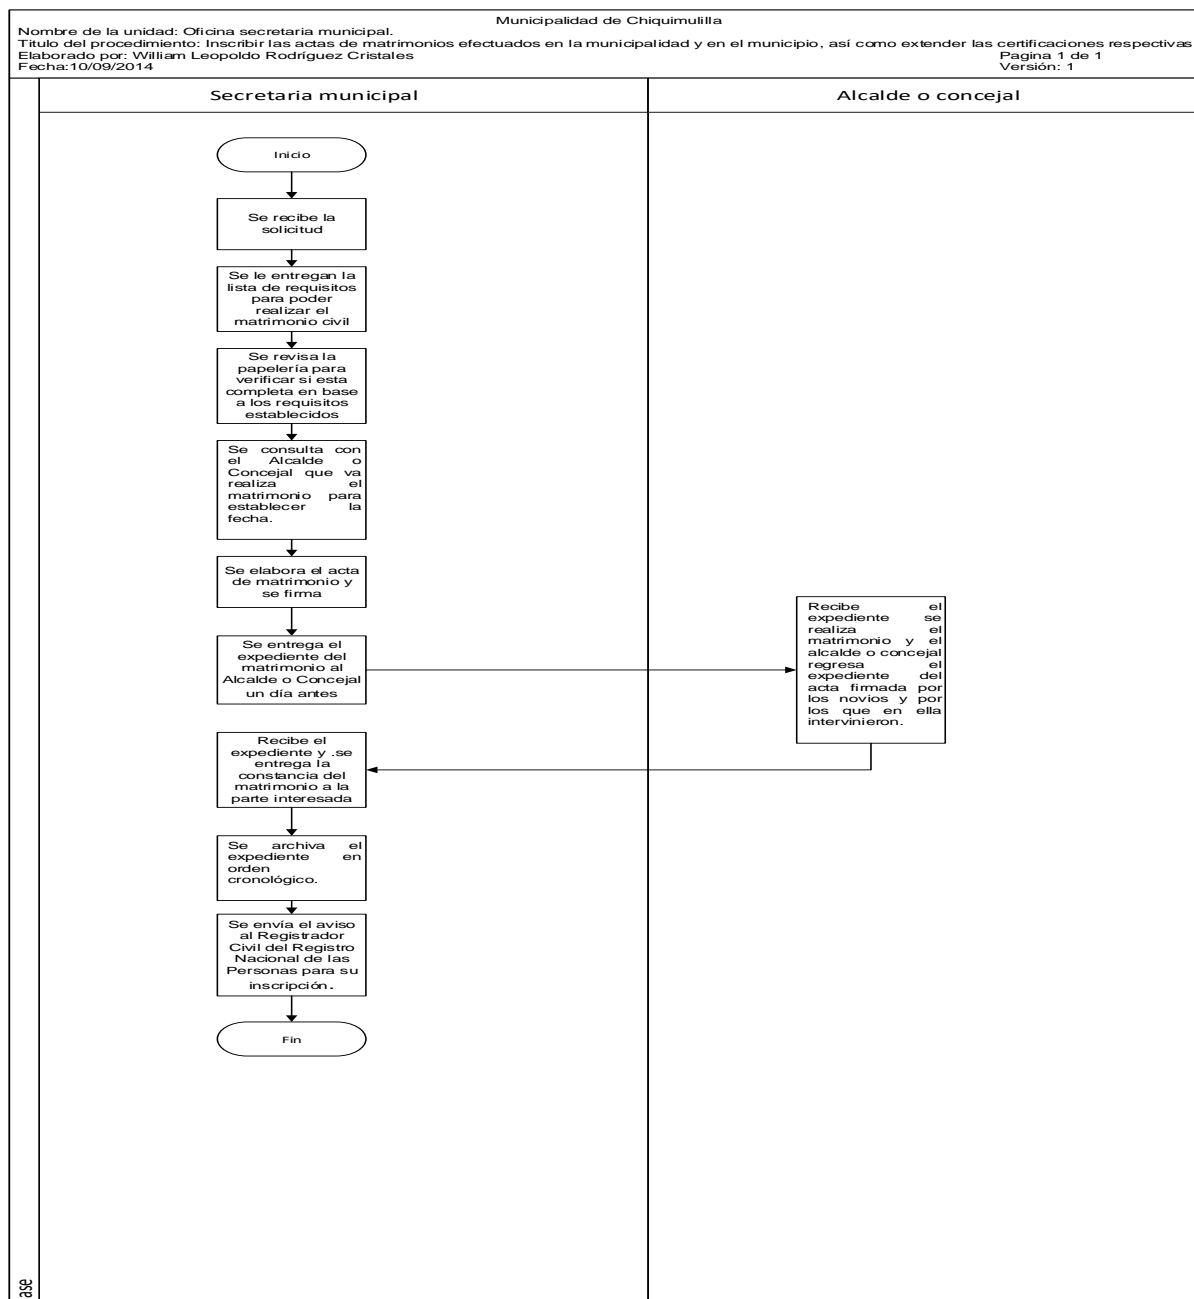 Municipalidad de Chiquimulilla
Nombre de la unidad: Oficina secretaria municipal.
Titulo del procedimiento: Inscribir las actas de matrimonios efectuados en la municipalidad y en el municipio, así como extender las certificaciones respectivas
Elaborado por: William Leopoldo Rodríguez Cristales
Pagina 1 de 1
Fecha:10/09/2014
Versión: 1
Secretaria municipal
Alcalde o concejal
Inicio
Se recibe la
solicitud
Se le entregan la
lista de requisitos
para poder
realizar el
matrimonio civil
Se revisa la
papelería para
verificar si esta
completa en base
a los requisitos
establecidos
Se consulta con
el Alcalde o
Concejal que va
realiza el
matrimonio para
establecer la
fecha.
Se elabora el acta
de matrimonio y
se firma
Se entrega el
expediente del
matrimonio al
Alcalde o Concejal
un día antes
Recibe el
expediente se
realiza el
matrimonio y el
alcalde o concejal
regresa el
expediente del
acta firmada por
los novios y por
los que en ella
intervinieron.
Recibe el
expediente y .se
entrega la
constancia del
matrimonio a la
parte interesada
Se archiva el
expediente en
orden
cronológico.
Se envía el aviso
al Registrador
Civil del Registro
Nacional de las
Personas para su
inscripción.
Fin
ase